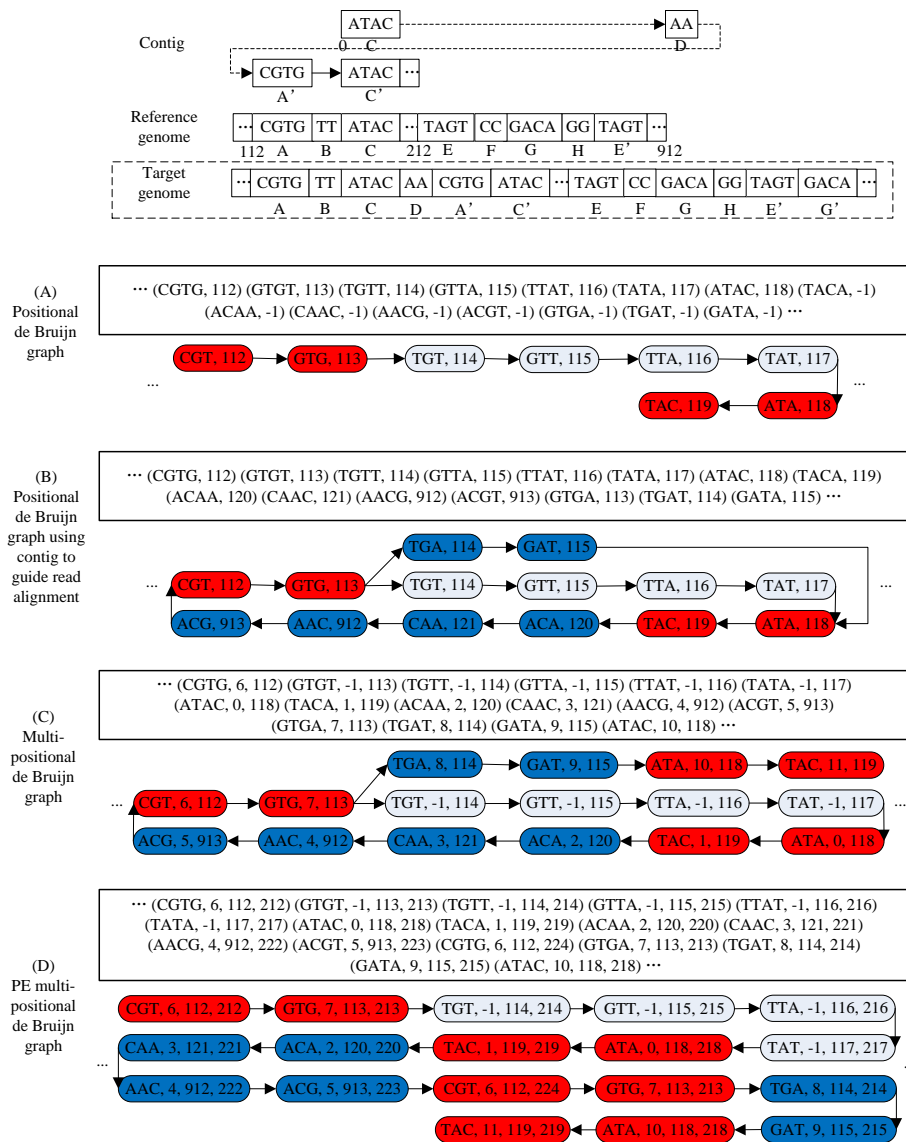 ATAC AA
0 C D
Contig
CGTG ATAC ...
A' C'
Reference genome
... CGTG TT ATAC ... TAGT CC GACA GG TAGT ...
112 A B C 212 E F G H E' 912
Target genome
... CGTG TT ATAC AA CGTG ATAC ... TAGT CC GACA GG TAGT GACA ...
A B C D A' C' E F G H E' G'
(A)
Positional
de Bruijn
graph
... (CGTG, 112) (GTGT, 113) (TGTT, 114) (GTTA, 115) (TTAT, 116) (TATA, 117) (ATAC, 118) (TACA, -1)
(ACAA, -1) (CAAC, -1) (AACG, -1) (ACGT, -1) (GTGA, -1) (TGAT, -1) (GATA, -1) ...
CGT, 112 GTG, 113 TGT, 114 GTT, 115 TTA, 116 TAT, 117
... ...
TAC, 119 ATA, 118
(B)
Positional
de Bruijn
graph using
contig to
guide read
alignment
... (CGTG, 112) (GTGT, 113) (TGTT, 114) (GTTA, 115) (TTAT, 116) (TATA, 117) (ATAC, 118) (TACA, 119)
(ACAA, 120) (CAAC, 121) (AACG, 912) (ACGT, 913) (GTGA, 113) (TGAT, 114) (GATA, 115) ...
TGA, 114 GAT, 115
... CGT, 112 GTG, 113 TGT, 114 GTT, 115 TTA, 116 TAT, 117 ...
ACG, 913 AAC, 912 CAA, 121 ACA, 120 TAC, 119 ATA, 118
(C)
Multi-
positional
de Bruijn
graph
... (CGTG, 6, 112) (GTGT, -1, 113) (TGTT, -1, 114) (GTTA, -1, 115) (TTAT, -1, 116) (TATA, -1, 117)
(ATAC, 0, 118) (TACA, 1, 119) (ACAA, 2, 120) (CAAC, 3, 121) (AACG, 4, 912) (ACGT, 5, 913)
(GTGA, 7, 113) (TGAT, 8, 114) (GATA, 9, 115) (ATAC, 10, 118) ...
TGA, 8, 114 GAT, 9, 115 ATA, 10, 118 TAC, 11, 119
... CGT, 6, 112 GTG, 7, 113 TGT, -1, 114 GTT, -1, 115 TTA, -1, 116 TAT, -1, 117 ...
ACG, 5, 913 AAC, 4, 912 CAA, 3, 121 ACA, 2, 120 TAC, 1, 119 ATA, 0, 118
(D)
PE multi-
positional
de Bruijn
graph
... (CGTG, 6, 112, 212) (GTGT, -1, 113, 213) (TGTT, -1, 114, 214) (GTTA, -1, 115, 215) (TTAT, -1, 116, 216)
(TATA, -1, 117, 217) (ATAC, 0, 118, 218) (TACA, 1, 119, 219) (ACAA, 2, 120, 220) (CAAC, 3, 121, 221)
(AACG, 4, 912, 222) (ACGT, 5, 913, 223) (CGTG, 6, 112, 224) (GTGA, 7, 113, 213) (TGAT, 8, 114, 214)
(GATA, 9, 115, 215) (ATAC, 10, 118, 218) ...
CGT, 6, 112, 212 GTG, 7, 113, 213 TGT, -1, 114, 214 GTT, -1, 115, 215 TTA, -1, 116, 216
CAA, 3, 121, 221 ACA, 2, 120, 220 TAC, 1, 119, 219 ATA, 0, 118, 218 TAT, -1, 117, 217
... ...
AAC, 4, 912, 222 ACG, 5, 913, 223 CGT, 6, 112, 224 GTG, 7, 113, 213 TGA, 8, 114, 214
TAC, 11, 119, 219 ATA, 10, 118, 218 GAT, 9, 115, 215